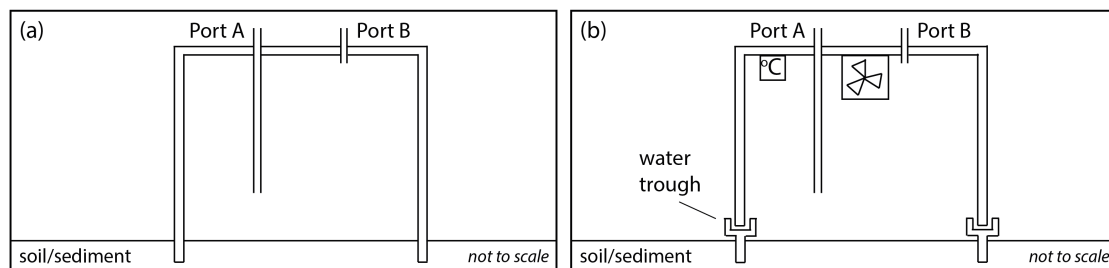 (a)
Port A
Port B
soil/sediment
not to scale
(b)
Port A
Port B
°C
water
trough
soil/sediment
not to scale